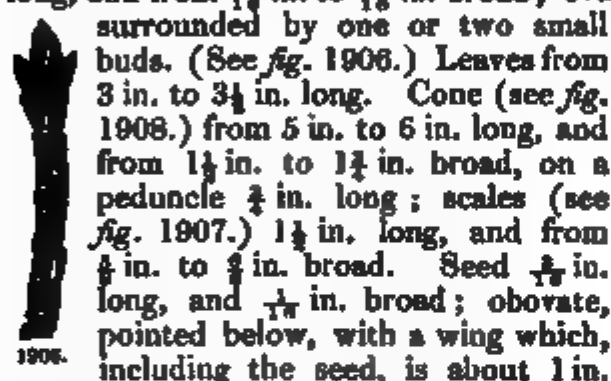 surrounded by one or two small
buds. (See fig. 1906.) Leaves from
3 in. to 3½ in. long. Cone (see fig.
1908.) from 5 in. to 6 in. long, and
from 1½ in. to 1¾ in. broad, on a
peduncle ¾ in. long; scales (see
fig. 1907.) 1¼ in. long, and from
in. to in. broad. Seed in.
long, and in. broad; obovate,
pointed below, with a wing which,
including the seed, is about 1 in.
1906.